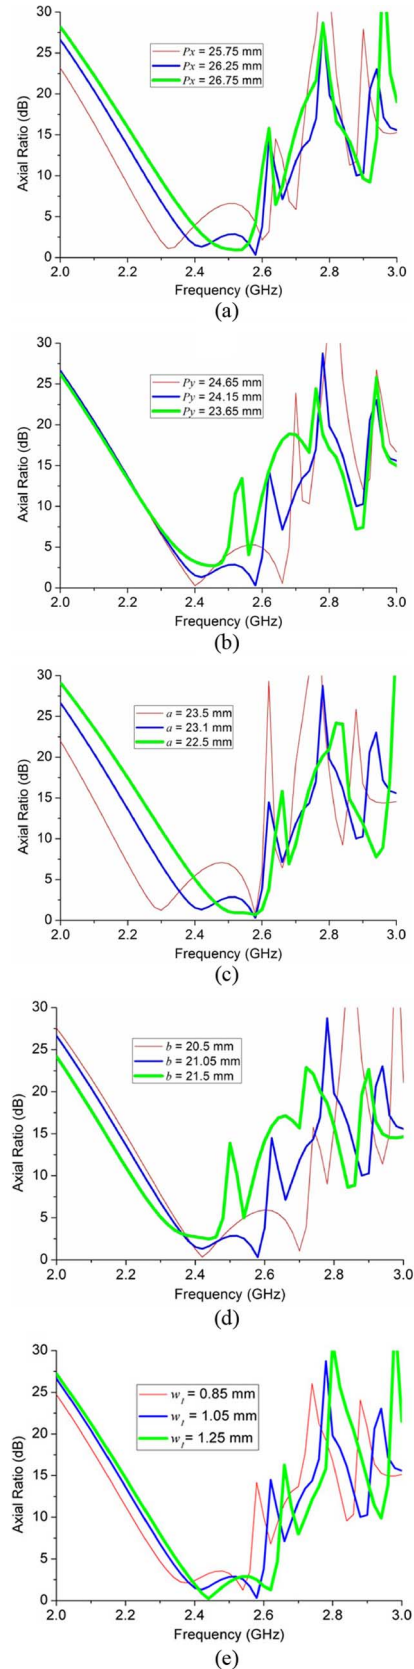 30
25
20
15
10
5
0
Axial Ratio (dB)
Px = 25.75 mm
Px = 26.25 mm
Px = 26.75 mm
2.0 2.2 2.4 2.6 2.8 3.0
Frequency (GHz)
(a)
30
25
20
15
10
5
0
Axial Ratio (dB)
Py = 24.65 mm
Py = 24.15 mm
Py = 23.65 mm
2.0 2.2 2.4 2.6 2.8 3.0
Frequency (GHz)
(b)
30
25
20
15
10
5
0
Axial Ratio (dB)
a = 23.5 mm
a = 23.1 mm
a = 22.5 mm
2.0 2.2 2.4 2.6 2.8 3.0
Frequency (GHz)
(c)
30
25
20
15
10
5
0
Axial Ratio (dB)
b = 20.5 mm
b = 21.05 mm
b = 21.5 mm
2.0 2.2 2.4 2.6 2.8 3.0
Frequency (GHz)
(d)
30
25
20
15
10
5
0
Axial Ratio (dB)
w_t = 0.85 mm
w_t = 1.05 mm
w_t = 1.25 mm
2.0 2.2 2.4 2.6 2.8 3.0
Frequency (GHz)
(e)